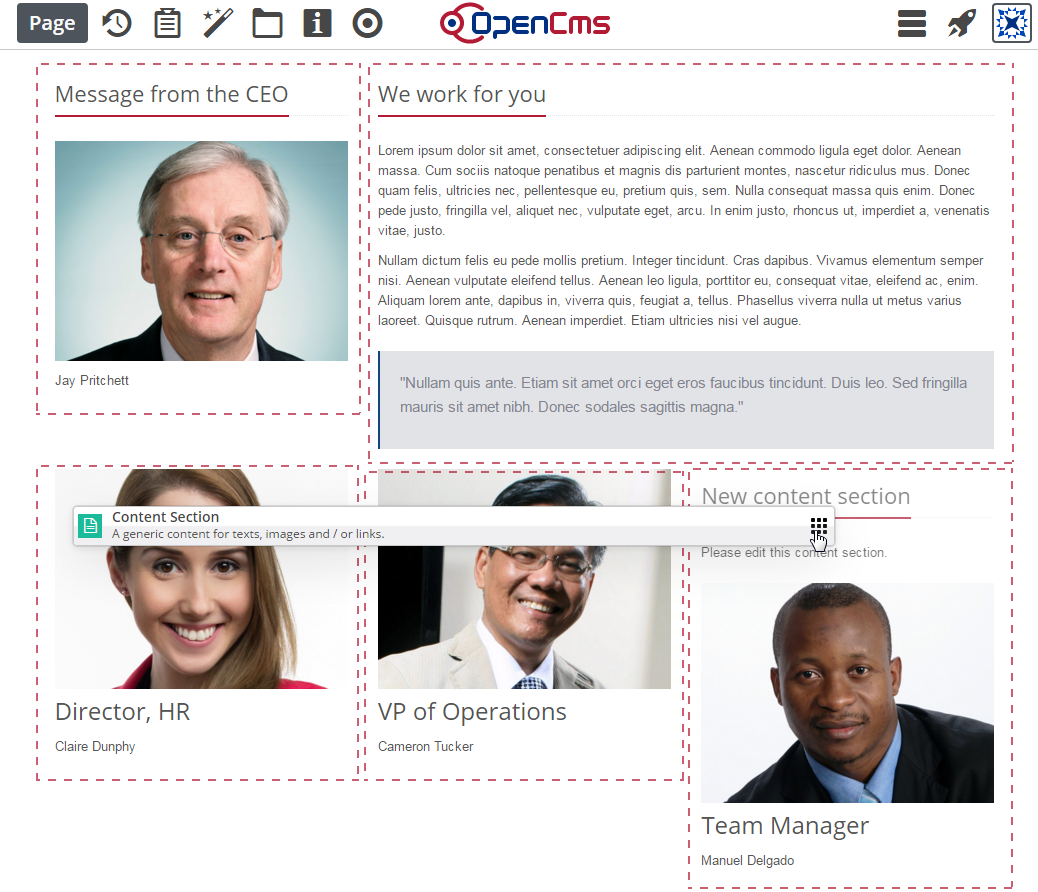 Page
OpenCms
Message from the CEO
Jay Pritchett
We work for you
Lorem ipsum dolor sit amet, consectetuer adipiscing elit. Aenean commodo ligula eget dolor. Aenean
massa. Cum sociis natoque penatibus et magnis dis parturient montes, nascetur ridiculus mus. Donec
quam felis, ultricies nec, pellentesque eu, pretium quis, sem. Nulla consequat massa quis enim. Donec
pede justo, fringilla vel, aliquet nec, vulputate eget, arcu. In enim justo, rhoncus ut, imperdiet a, venenatis
vitae, justo.
Nullam dictum felis eu pede mollis pretium. Integer tincidunt. Cras dapibus. Vivamus elementum semper
nisi. Aenean vulputate eleifend tellus. Aenean leo ligula, porttitor eu, consequat vitae, eleifend ac, enim.
Aliquam lorem ante, dapibus in, viverra quis, feugiat a, tellus. Phasellus viverra nulla ut metus varius
laoreet. Quisque rutrum. Aenean imperdiet. Etiam ultricies nisi vel augue.
"Nullam quis ante. Etiam sit amet orci eget eros faucibus tincidunt. Duis leo. Sed fringilla
mauris sit amet nibh. Donec sodales sagittis magna."
Content Section
A generic content for texts, images and / or links.
Director, HR
Claire Dunphy
VP of Operations
Cameron Tucker
New content section
Please edit this content section.
Team Manager
Manuel Delgado